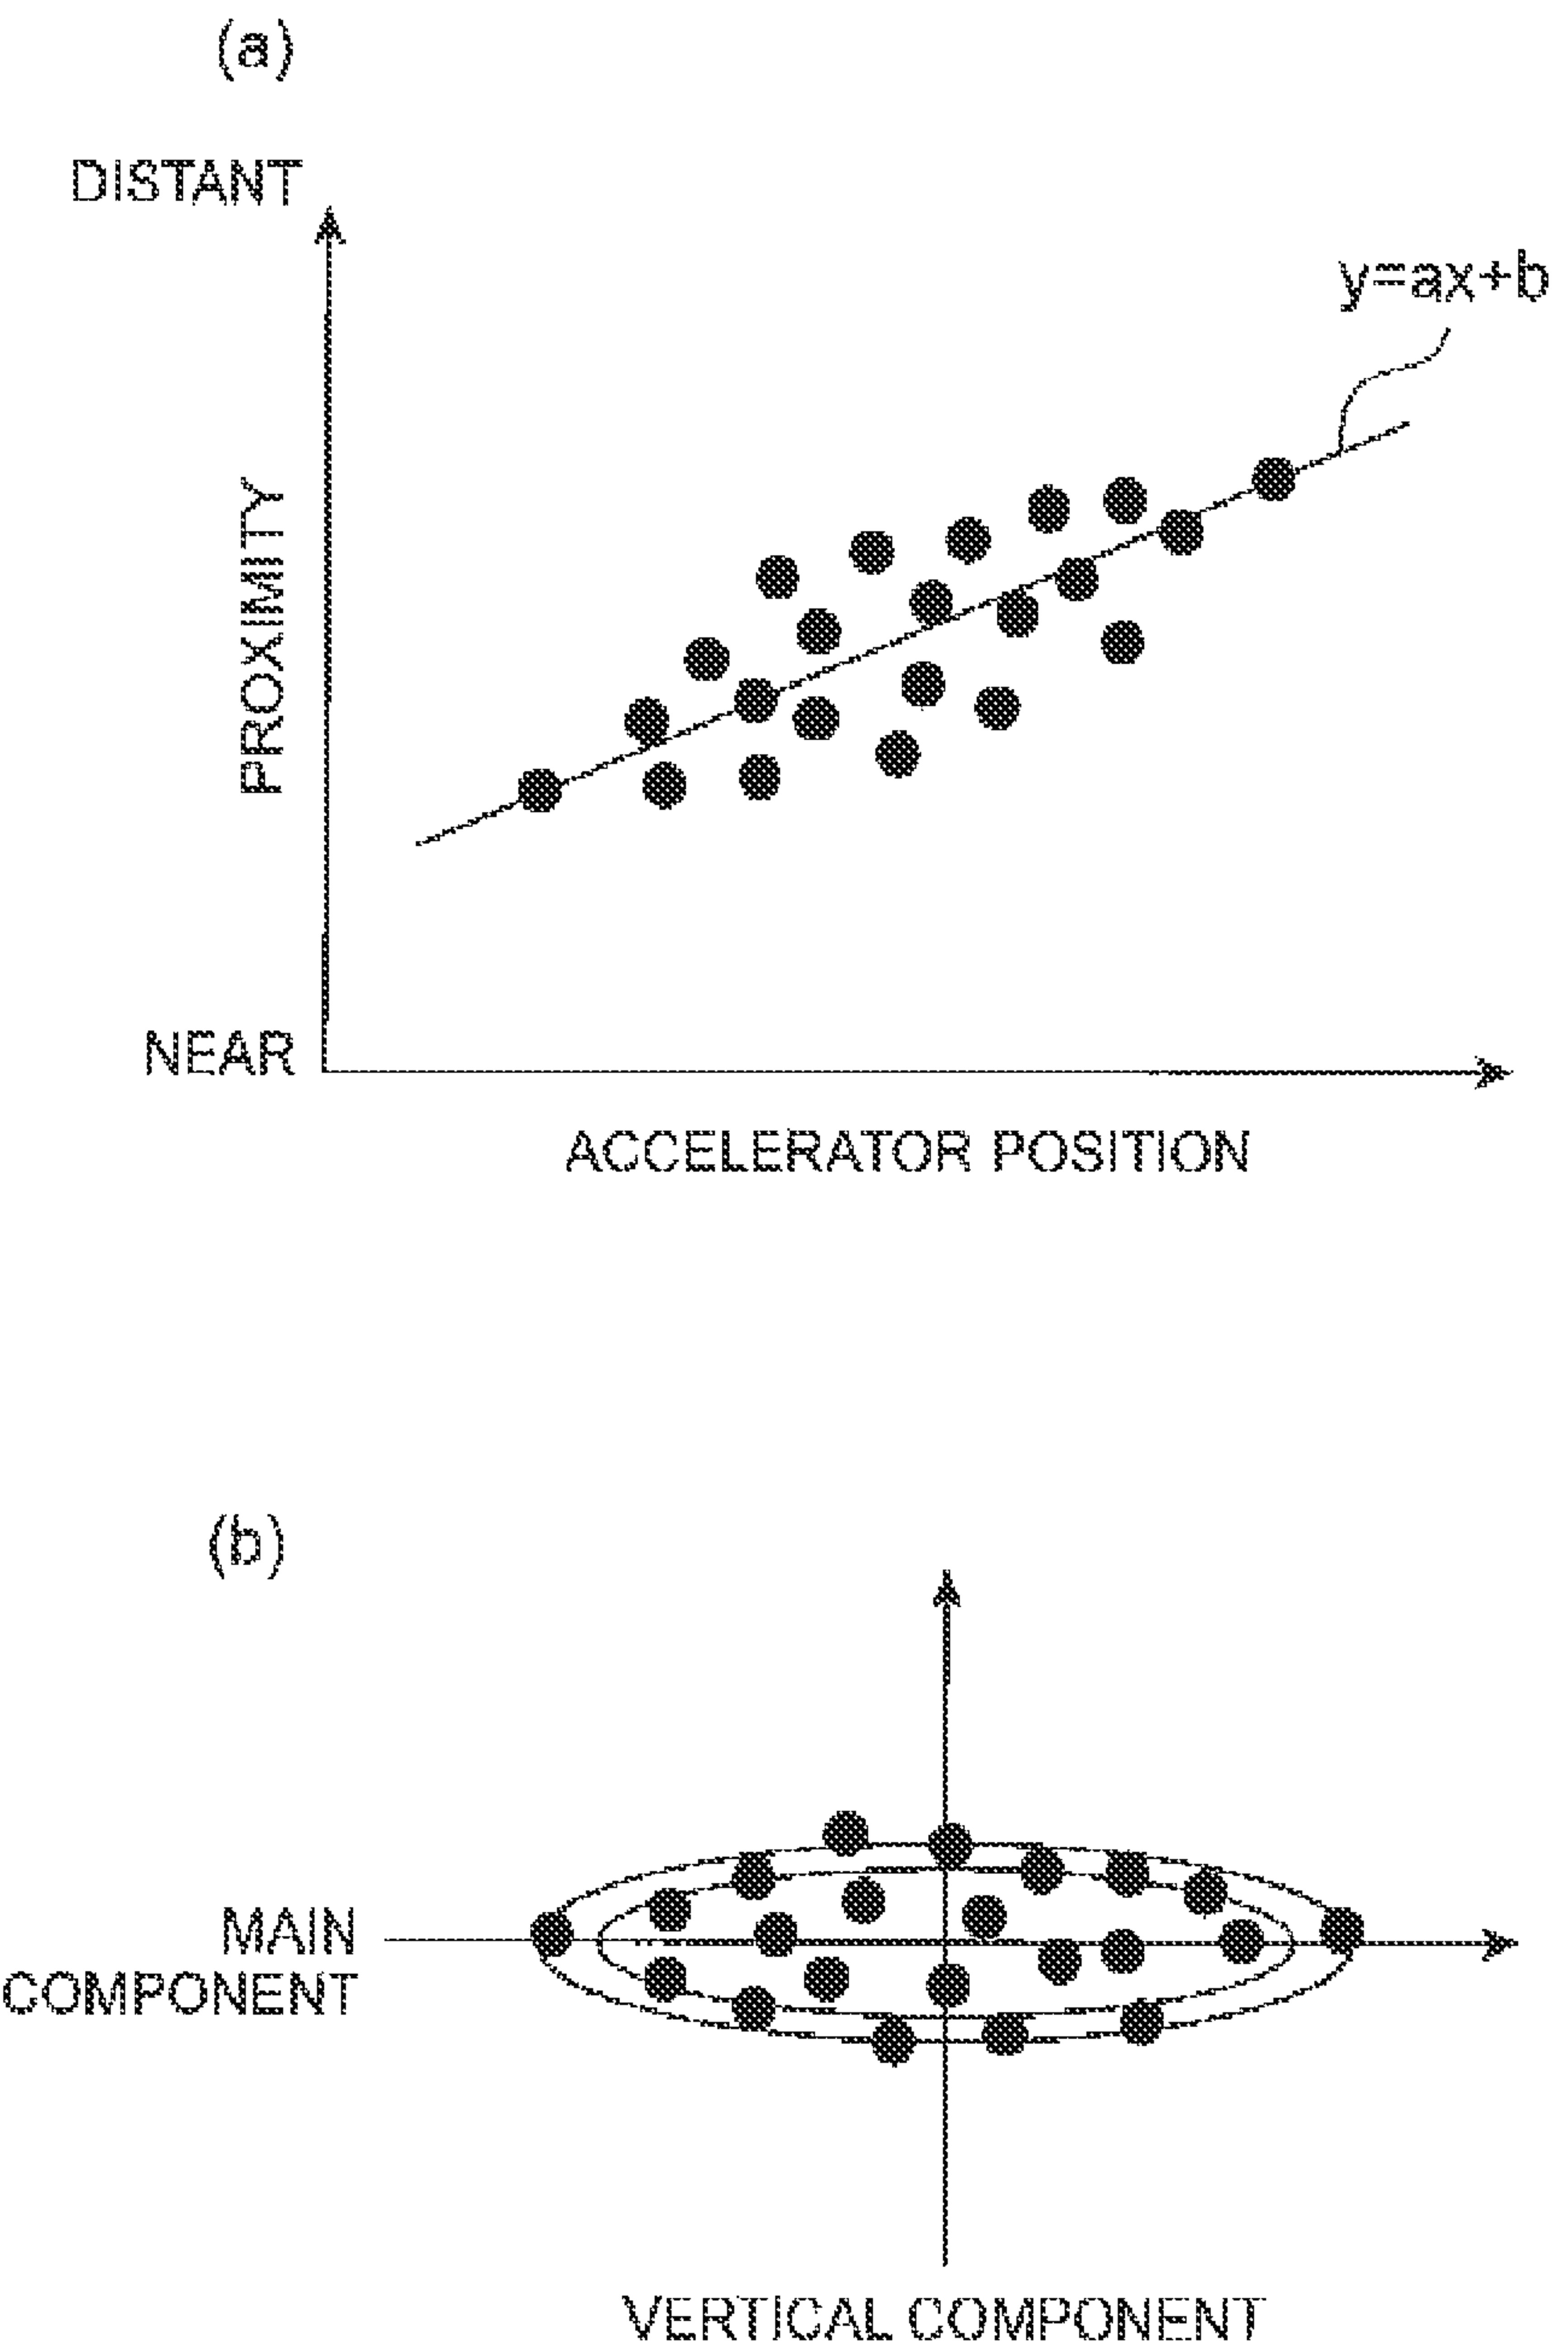 (a)
DISTANT
y=ax+b
PROXIMITY
NEAR
ACCELERATOR POSITION
(b)
MAIN
COMPONENT
VERTICAL COMPONENT